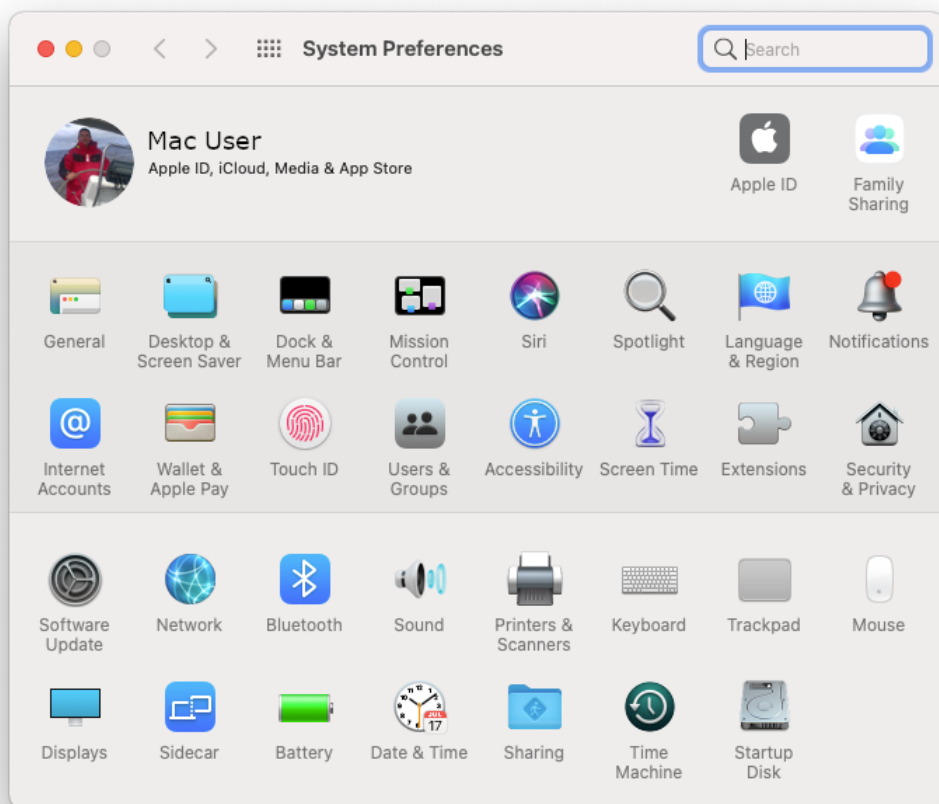 System Preferences
Search
Mac User
Apple ID, iCloud, Media & App Store
Apple ID
Family
Sharing
General
Desktop &
Screen Saver
Dock &
Menu Bar
Mission
Control
Siri
Spotlight
Language
& Region
Notifications
Internet
Accounts
Wallet &
Apple Pay
Touch ID
Users &
Groups
Accessibility
Screen Time
Extensions
Security
& Privacy
Software
Update
Network
Bluetooth
Sound
Printers &
Scanners
Keyboard
Trackpad
Mouse
Displays
Sidecar
Battery
Date & Time
JUL
17
Sharing
Time
Machine
Startup
Disk